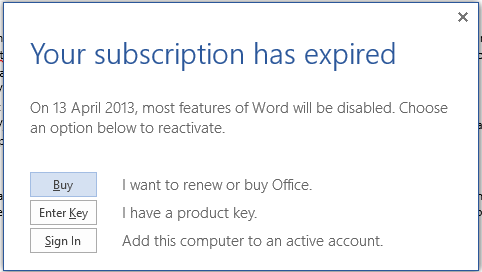 Your subscription has expired
On 13 April 2013, most features of Word will be disabled. Choose
an option below to reactivate.
Buy I want to renew or buy Office.
Enter Key I have a product key.
Sign In Add this computer to an active account.